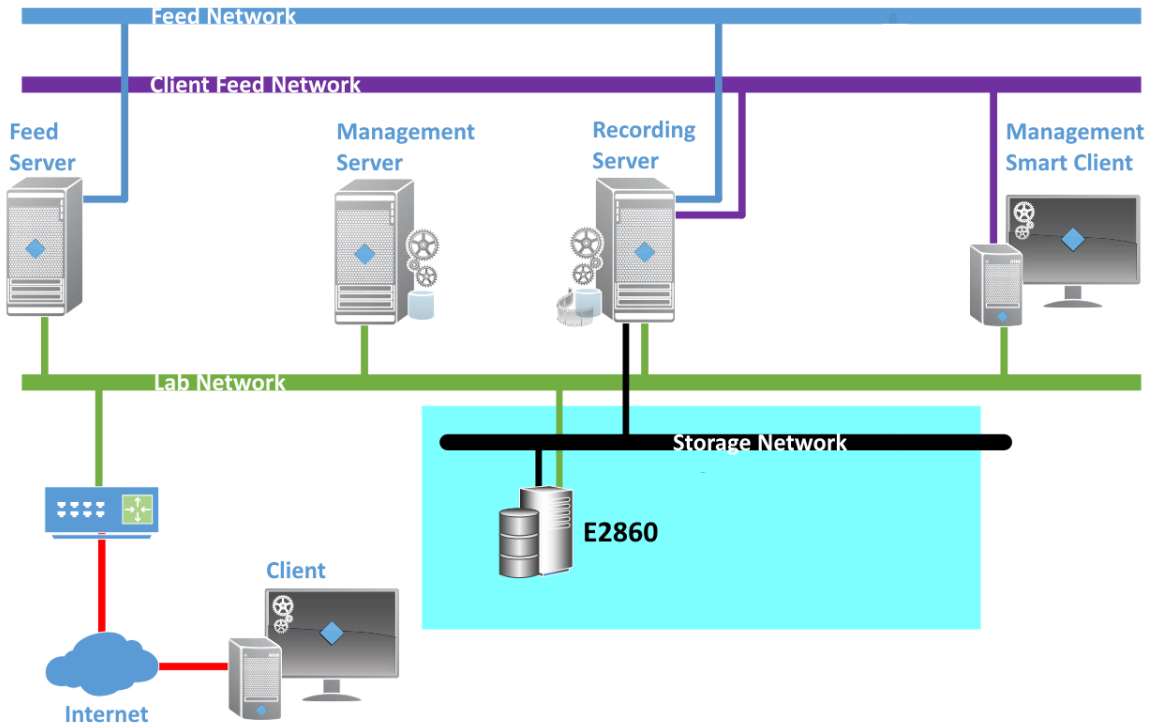 Feed Network
Client Feed Network
Feed
Server
Management
Server
Recording
Server
Management
Smart Client
Lab Network
Storage Network
E2860
Client
Internet